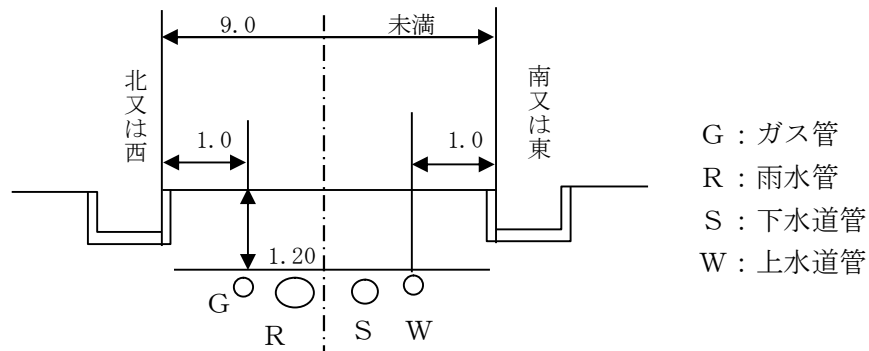 9.0 未満
北又は西
南又は東
1.0
1.0
1.20
G
R
S
W
G：ガス管
R：雨水管
S：下水道管
W：上水道管